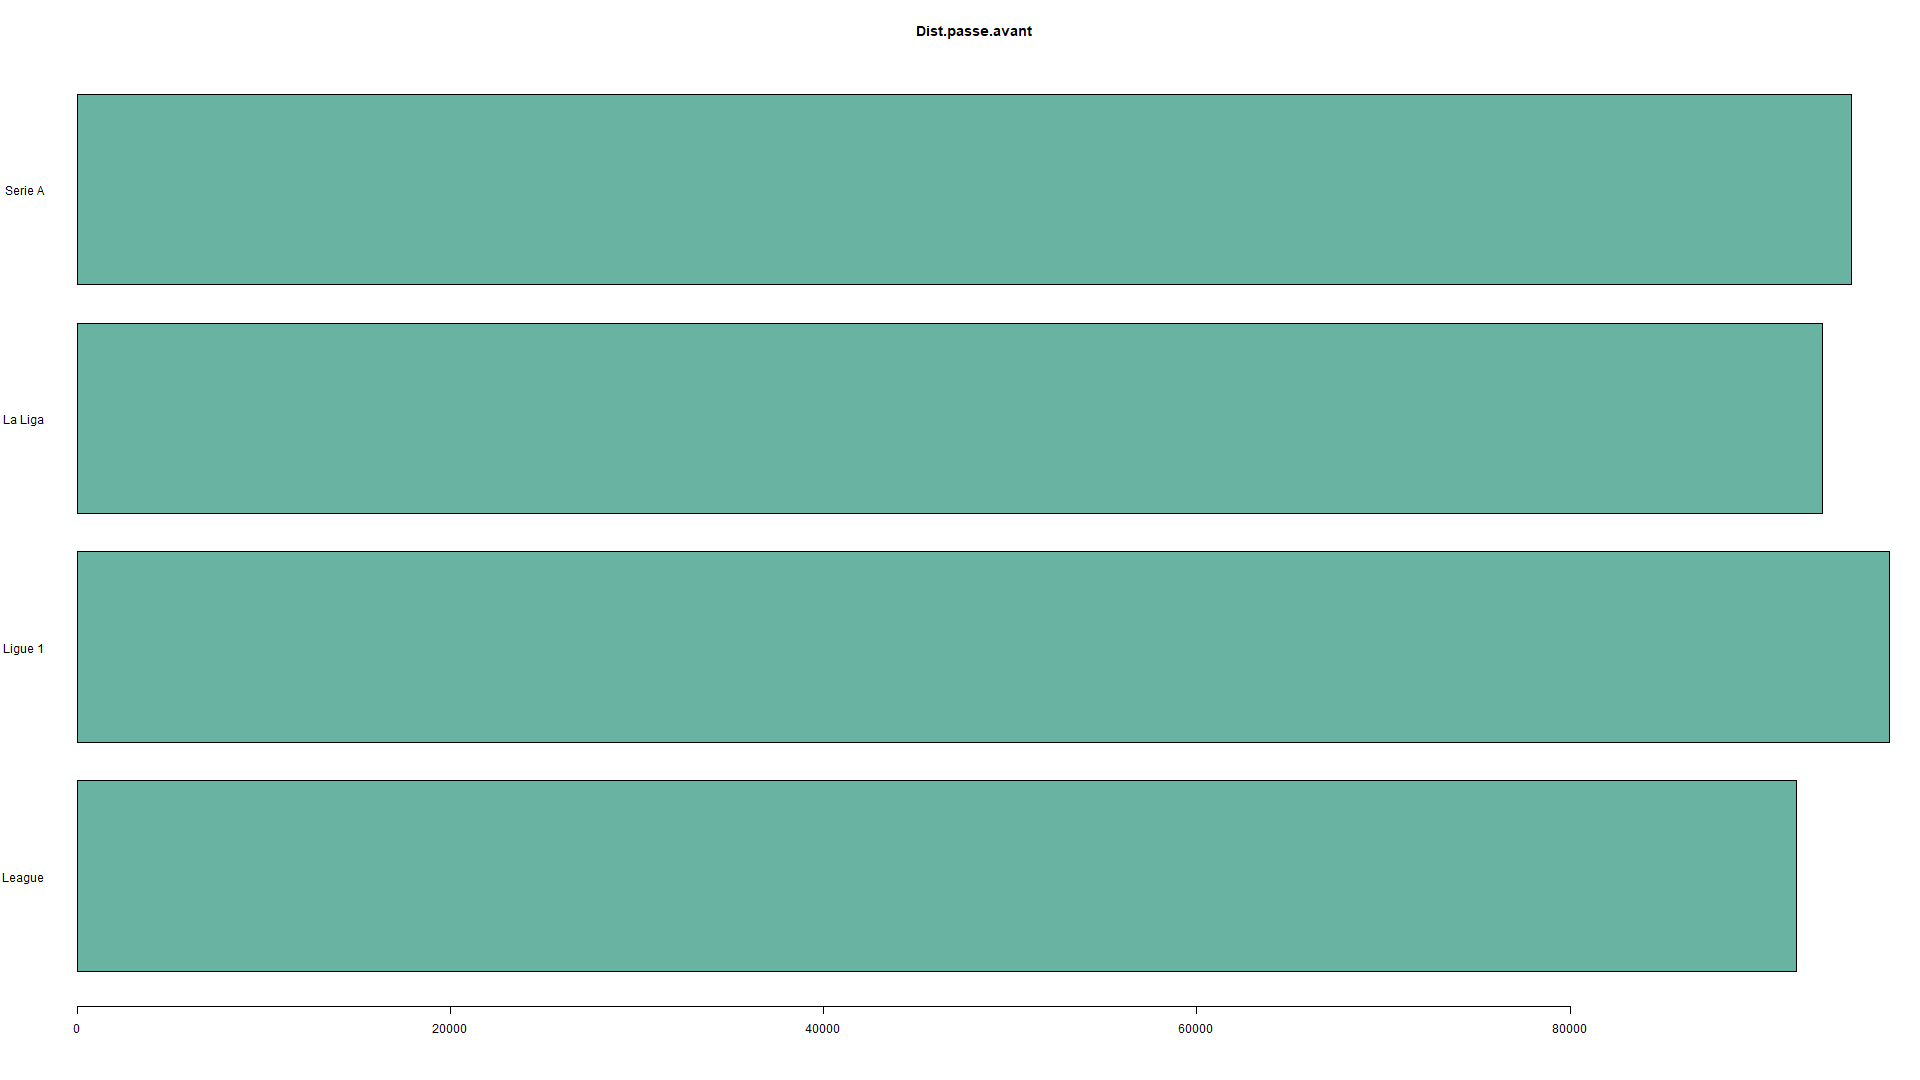 Dist.passe.avant
Serie A
La Liga
Ligue 1
League
0 20000 40000 60000 80000